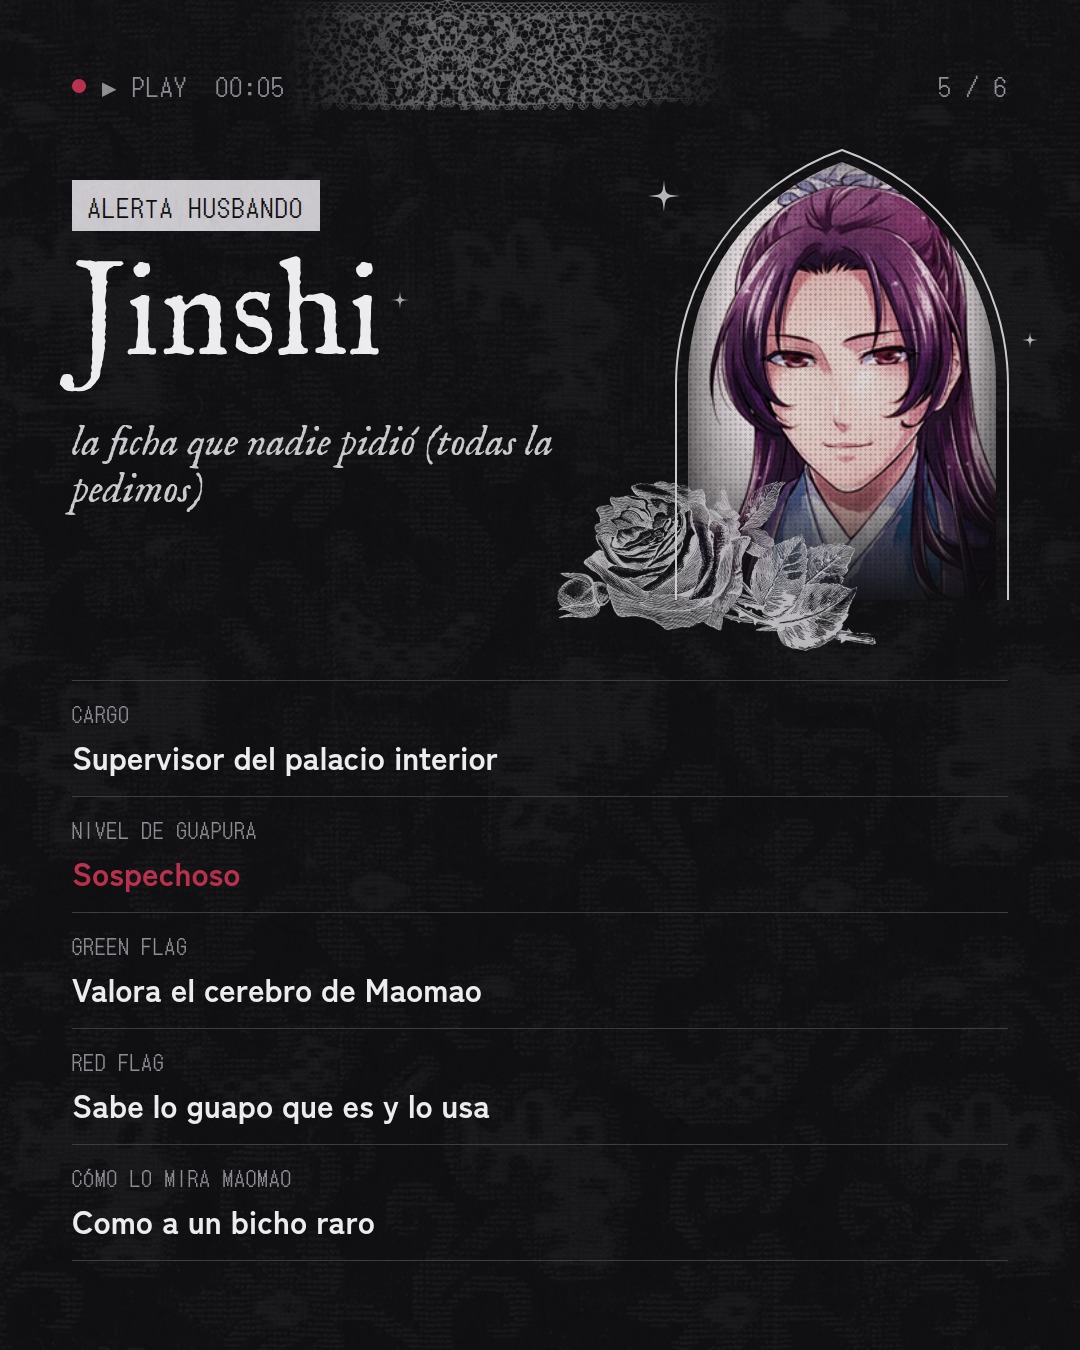 ▶ PLAY 00:05
5 / 6
ALERTA HUSBANDO
Jinshi
la ficha que nadie pidió (todas la
pedimos)
CARGO
Supervisor del palacio interior
NIVEL DE GUAPURA
Sospechoso
GREEN FLAG
Valora el cerebro de Maomao
RED FLAG
Sabe lo guapo que es y lo usa
CÓMO LO MIRA MAOMAO
Como a un bicho raro